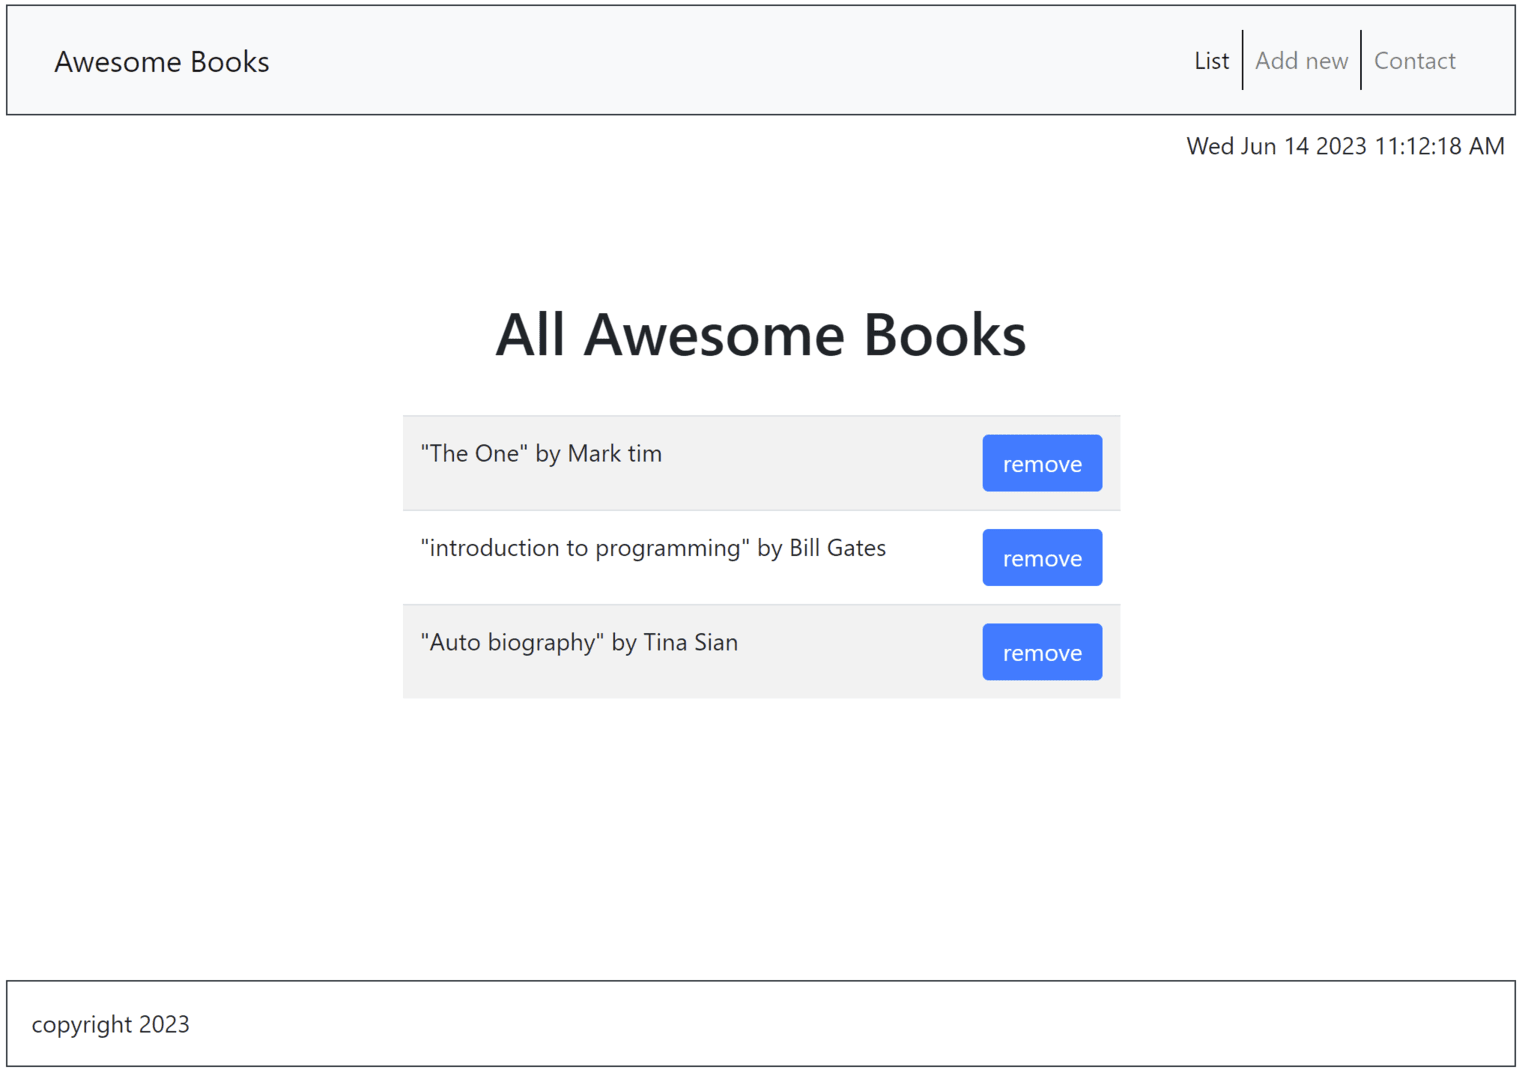 Awesome Books
List Add new Contact
Wed Jun 14 2023 11:12:18 AM
All Awesome Books
"The One" by Mark tim
remove
"introduction to programming" by Bill Gates
remove
"Auto biography" by Tina Sian
remove
copyright 2023